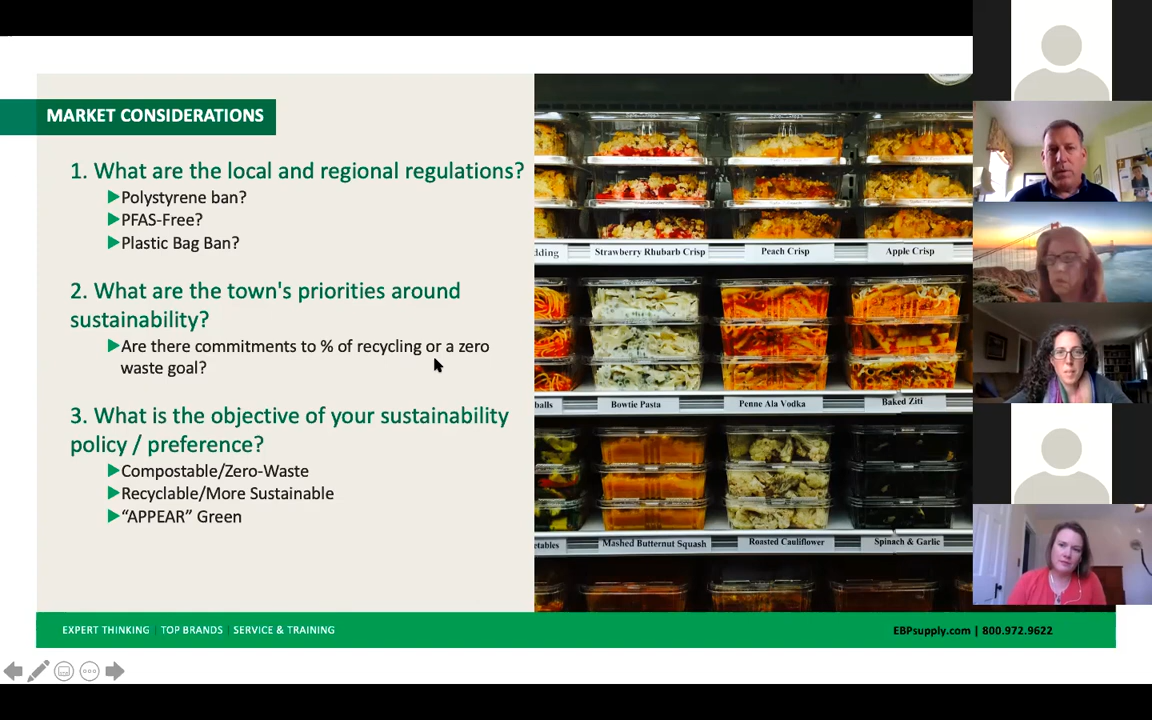 MARKET CONSIDERATIONS
1. What are the local and regional regulations?
Polystyrene ban?
PFAS-Free?
Plastic Bag Ban?
2. What are the town's priorities around
sustainability?
Are there commitments to % of recycling or a zero
waste goal?
3. What is the objective of your sustainability
policy / preference?
Compostable/Zero-Waste
Recyclable/More Sustainable
“APPEAR” Green
dding Strawberry Rhubarb Crisp Peach Crisp Apple Crisp
balls Bowtie Pasta Penne Ala Vodka Baked Ziti
etables Mashed Butternut Squash Roasted Cauliflower Spinach & Garlic
EXPERT THINKING | TOP BRANDS | SERVICE & TRAINING
EBPsupply.com | 800.972.9622